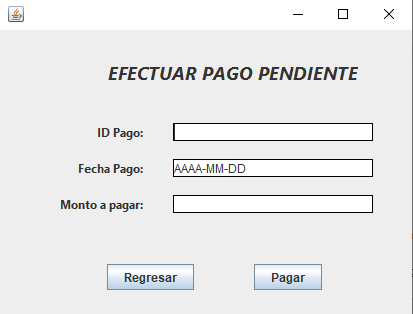 EFECTUAR PAGO PENDIENTE
ID Pago:
Fecha Pago: AAAA-MM-DD
Monto a pagar:
Regresar Pagar